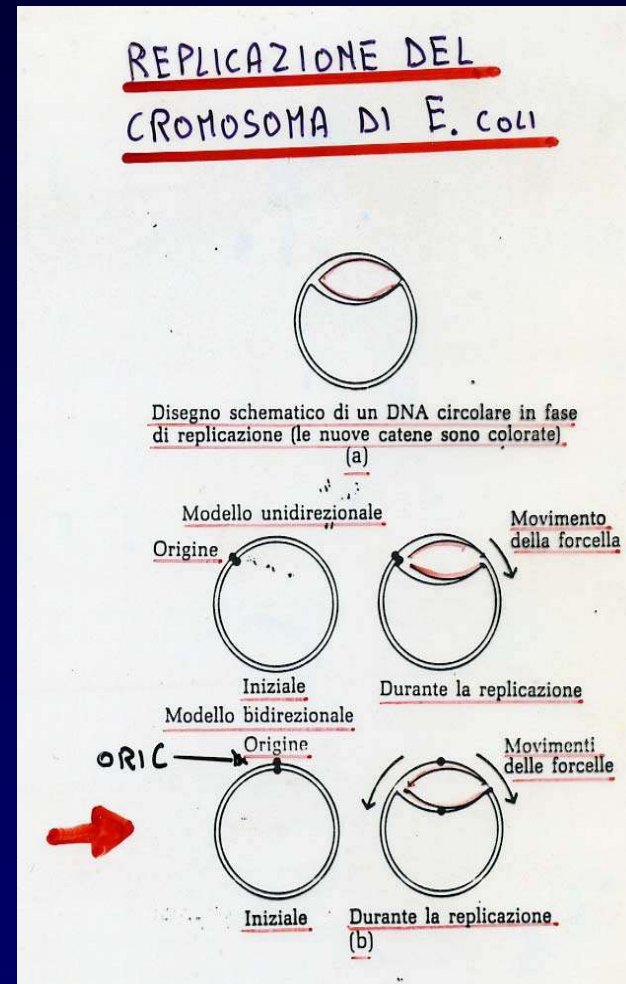 REPLICAZIONE DEL
CROMOSOMA DI E. COLI
Disegno schematico di un DNA circolare in fase
di replicazione (le nuove catene sono colorate)
(a)
Modello unidirezionale
Origine
Movimento
della forcella
Iniziale
Durante la replicazione
Modello bidirezionale
ORIC
Origine
Movimenti
delle forcelle
Iniziale
Durante la replicazione
(b)